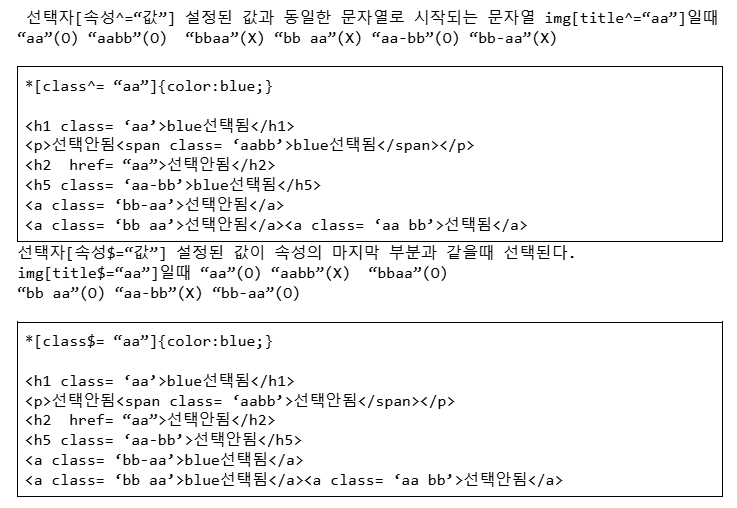 선택자[속성^=“값”] 설정된 값과 동일한 문자열로 시작되는 문자열 img[title^=“aa”]일때
“aa”(O) “aabb”(O)  “bbaa”(X) “bb aa”(X) “aa-bb”(O) “bb-aa”(X)
*[class^= “aa”]{color:blue;}
<h1 class= ‘aa’>blue선택됨</h1>
<p>선택안됨<span class= ‘aabb’>blue선택됨</span></p>
<h2  href= “aa”>선택안됨</h2>
<h5 class= ‘aa-bb’>blue선택됨</h5>
<a class= ‘bb-aa’>선택안됨</a>
<a class= ‘bb aa’>선택안됨</a><a class= ‘aa bb’>선택됨</a>
선택자[속성$=“값”] 설정된 값이 속성의 마지막 부분과 같을때 선택된다.
img[title$=“aa”]일때 “aa”(O) “aabb”(X)  “bbaa”(O)
“bb aa”(O) “aa-bb”(X) “bb-aa”(O)
*[class$= “aa”]{color:blue;}
<h1 class= ‘aa’>blue선택됨</h1>
<p>선택안됨<span class= ‘aabb’>선택안됨</span></p>
<h2  href= “aa”>선택안됨</h2>
<h5 class= ‘aa-bb’>선택안됨</h5>
<a class= ‘bb-aa’>blue선택됨</a>
<a class= ‘bb aa’>blue선택됨</a><a class= ‘aa bb’>선택안됨</a>